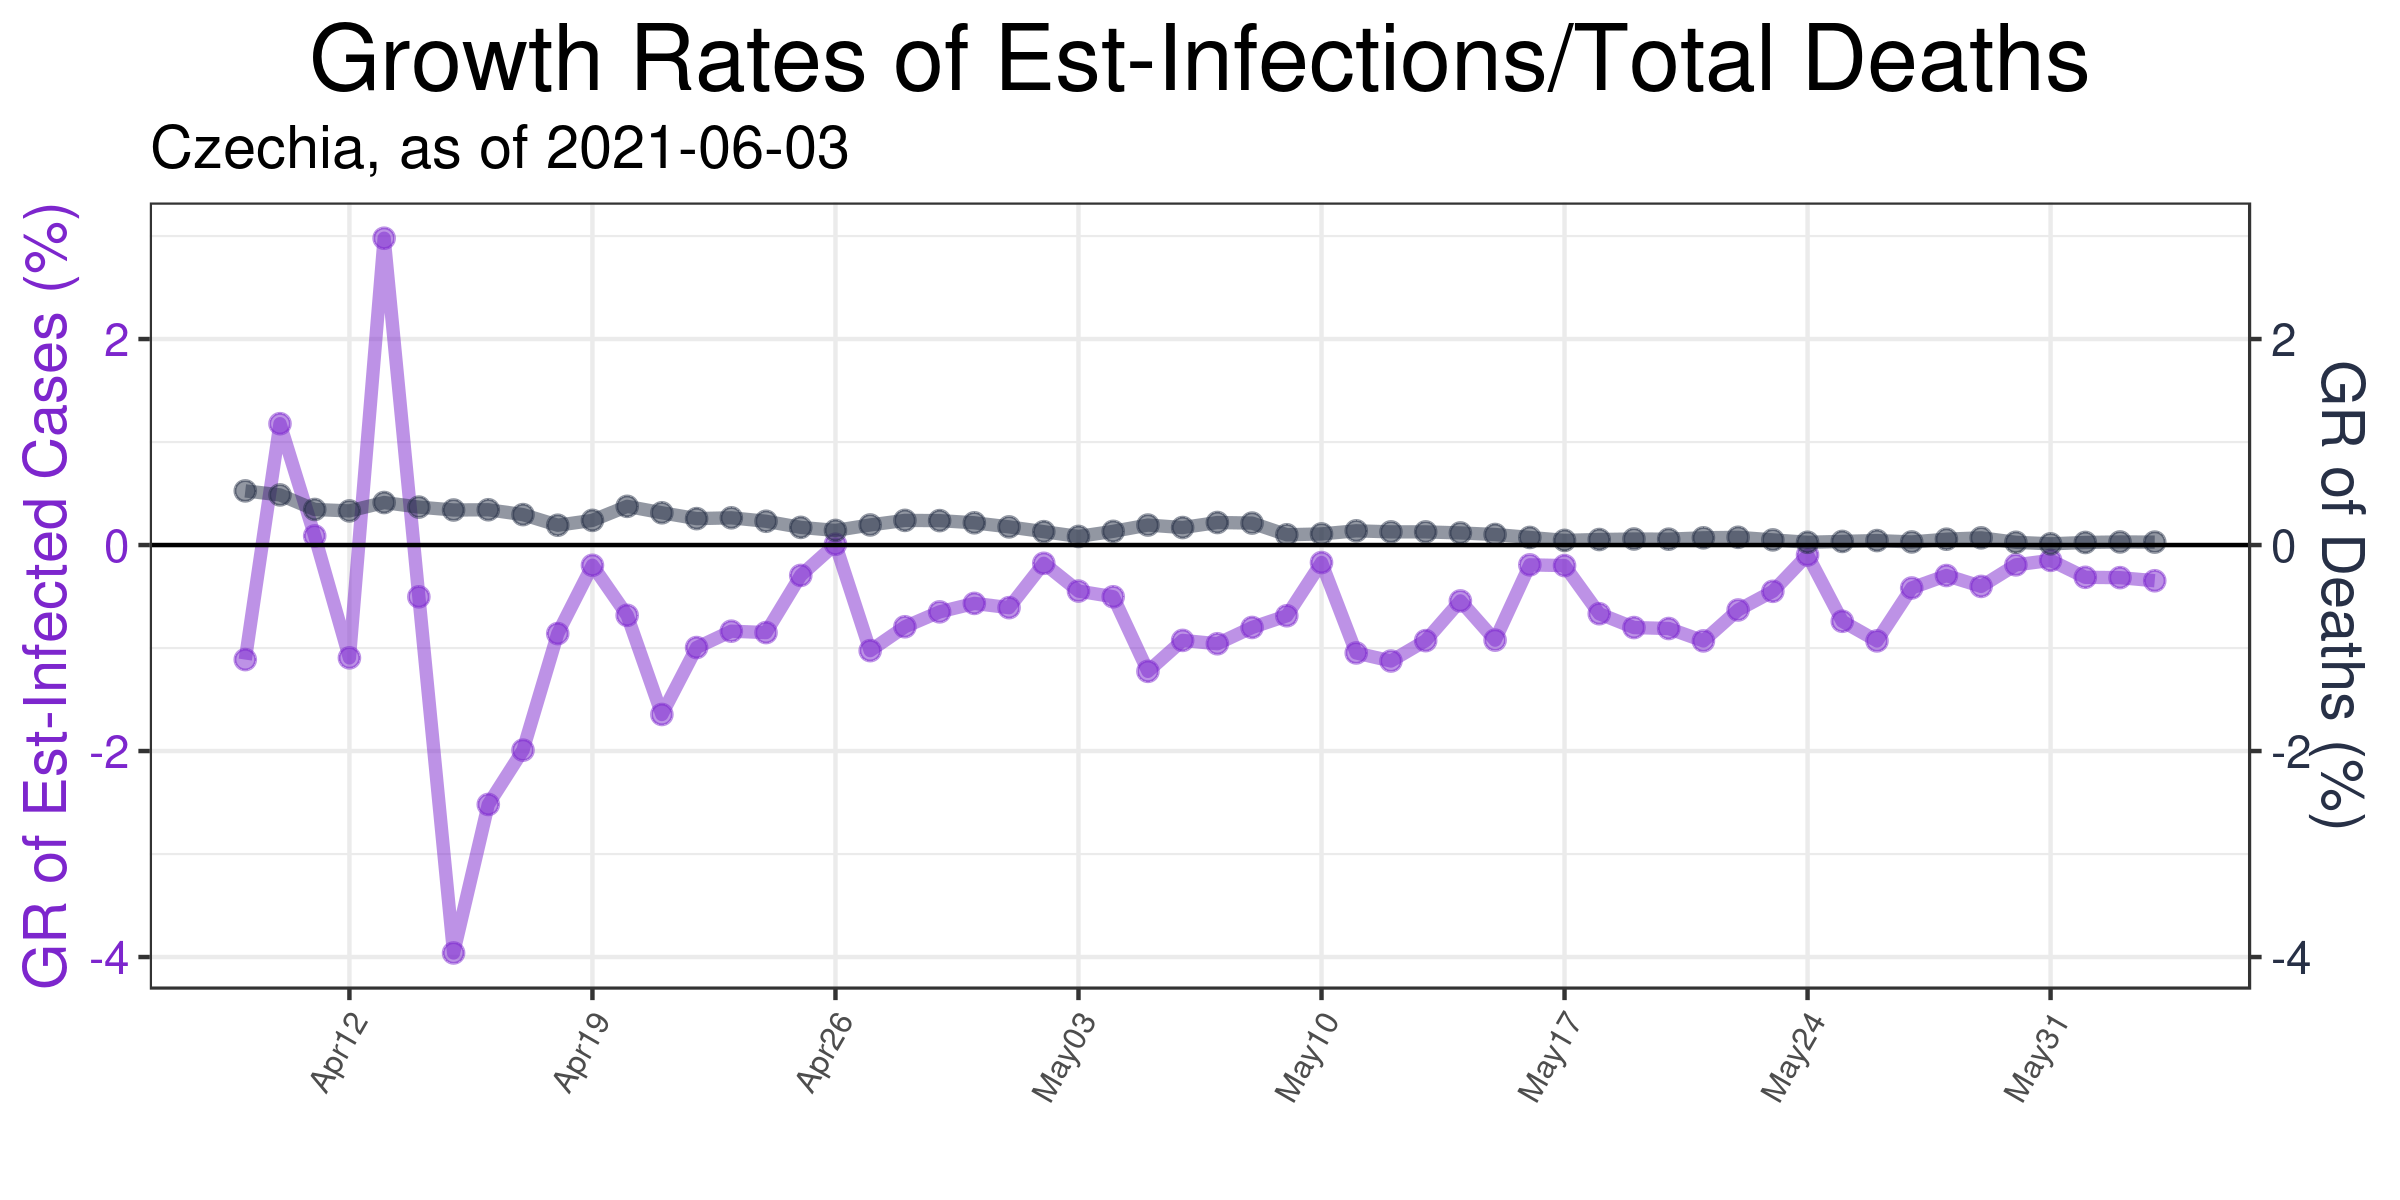 Growth Rates of Est-Infections/Total Deaths
Czechia, as of 2021-06-03
GR of Est-Infected Cases (%)
2
0
-2
-4
2
0
-2
-4
GR of Deaths (%)
Apr12
Apr19
Apr26
May03
May10
May17
May24
May31